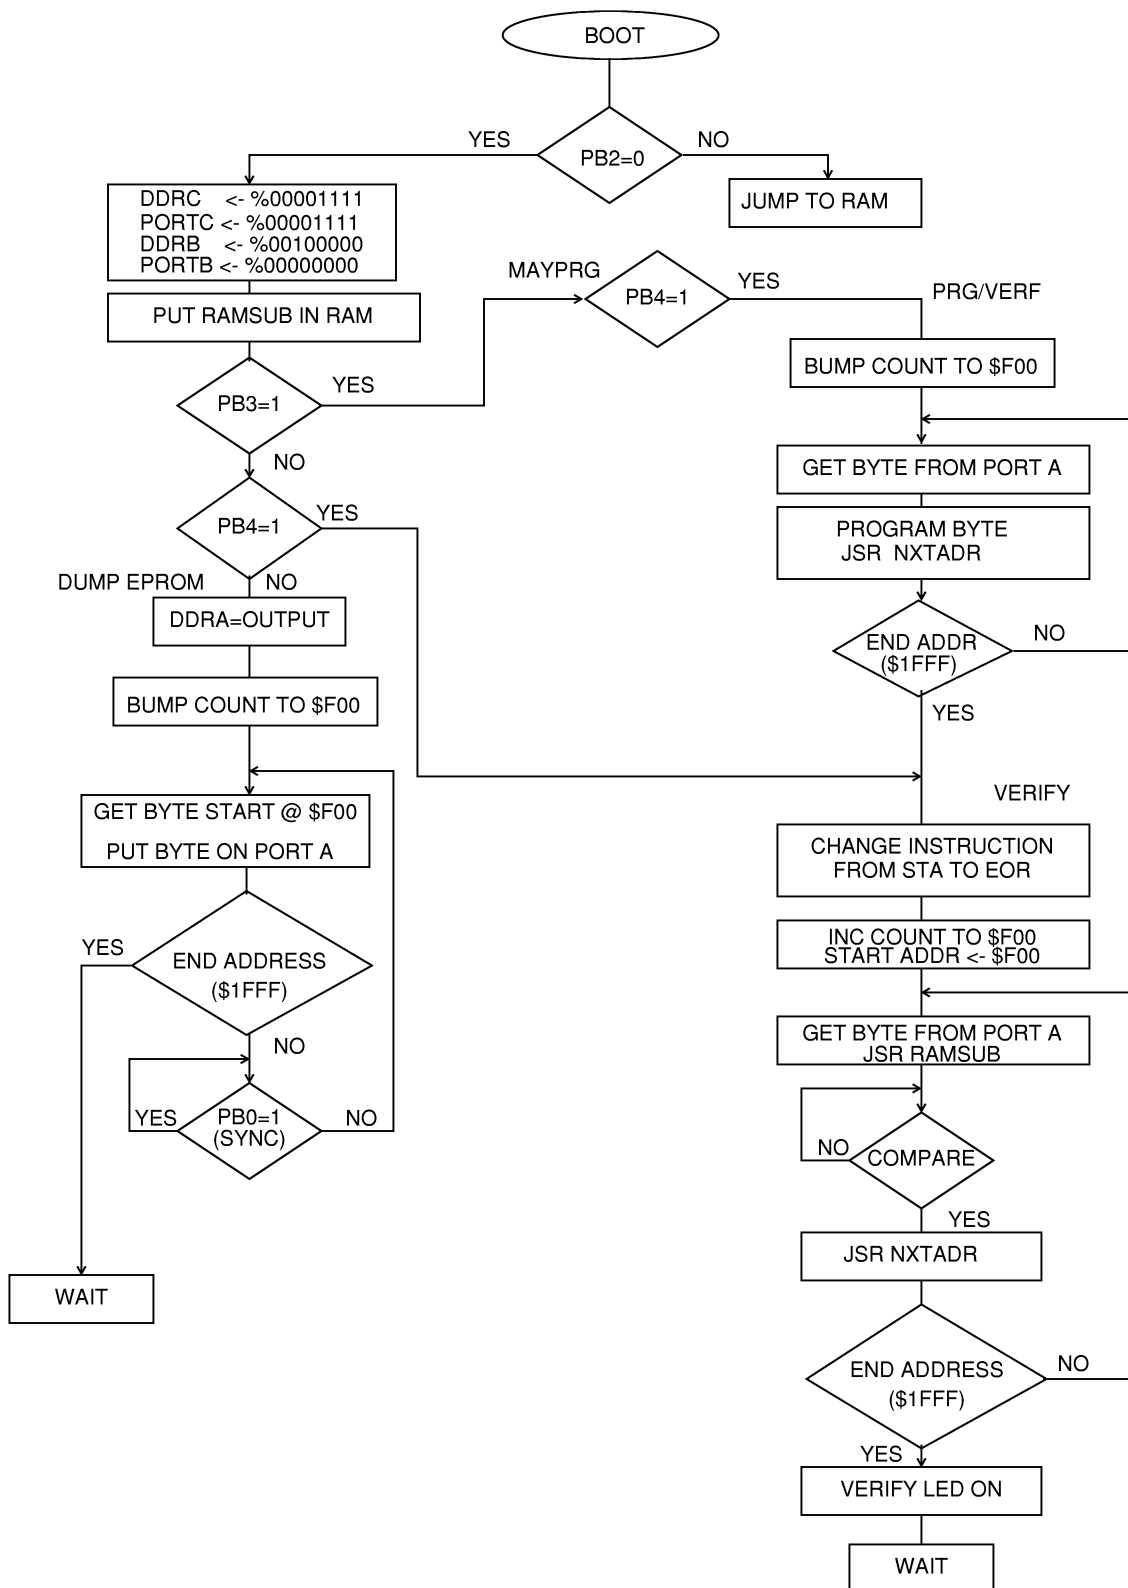 BOOT
YES
PB2=0
NO
DDRC <- %00001111
PORTC <- %00001111
DDRB <- %00100000
PORTB <- %00000000
JUMP TO RAM
PUT RAMSUB IN RAM
PB3=1
YES
NO
MAYPRG
PB4=1
YES
PRG/VERF
BUMP COUNT TO $F00
GET BYTE FROM PORT A
PROGRAM BYTE
JSR NXTADR
END ADDR
($1FFF)
NO
YES
PB4=1
YES
DUMP EPROM
NO
DDRA=OUTPUT
BUMP COUNT TO $F00
GET BYTE START @ $F00
PUT BYTE ON PORT A
YES
END ADDRESS
($1FFF)
NO
YES
PB0=1
(SYNC)
NO
WAIT
VERIFY
CHANGE INSTRUCTION
FROM STA TO EOR
INC COUNT TO $F00
START ADDR <- $F00
GET BYTE FROM PORT A
JSR RAMSUB
NO
COMPARE
YES
JSR NXTADR
END ADDRESS
($1FFF)
NO
YES
VERIFY LED ON
WAIT